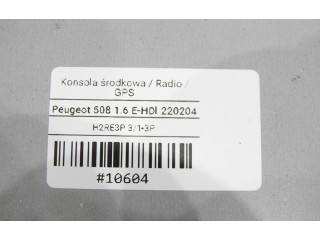 Konsola środkowa / Radio /
GPS
Peugeot 508 1.6 E-HDI 220204
H2RE3P 3/1-3P
#10604